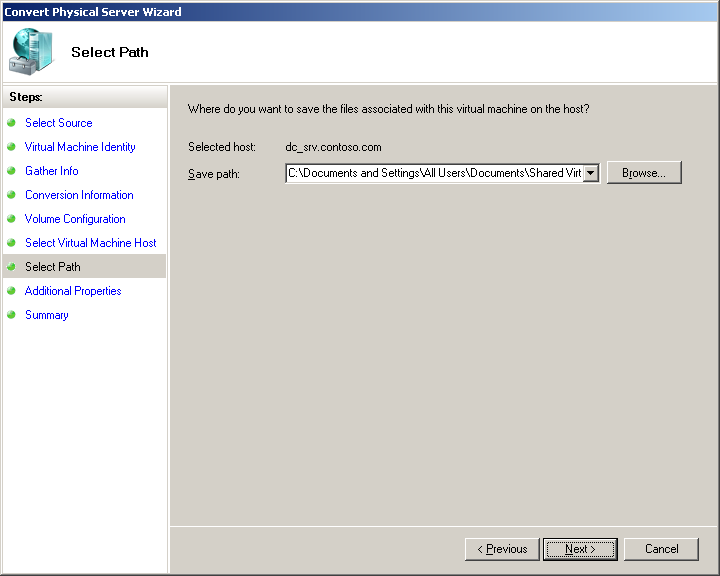 Convert Physical Server Wizard
Select Path
Steps:
Select Source
Virtual Machine Identity
Gather Info
Conversion Information
Volume Configuration
Select Virtual Machine Host
Select Path
Additional Properties
Summary
Where do you want to save the files associated with this virtual machine on the host?
Selected host: dc_srv.contoso.com
Save path: C:\Documents and Settings\All Users\Documents\Shared Virt Browse...
< Previous Next > Cancel